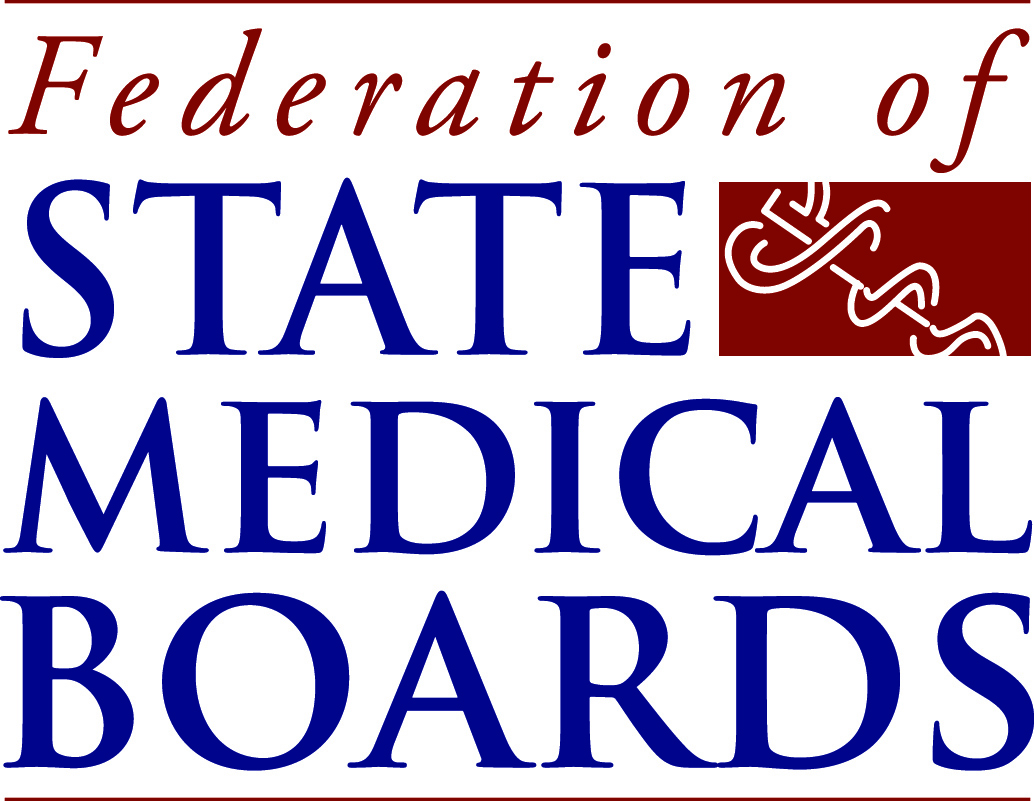 Federation of
STATE
MEDICAL
BOARDS